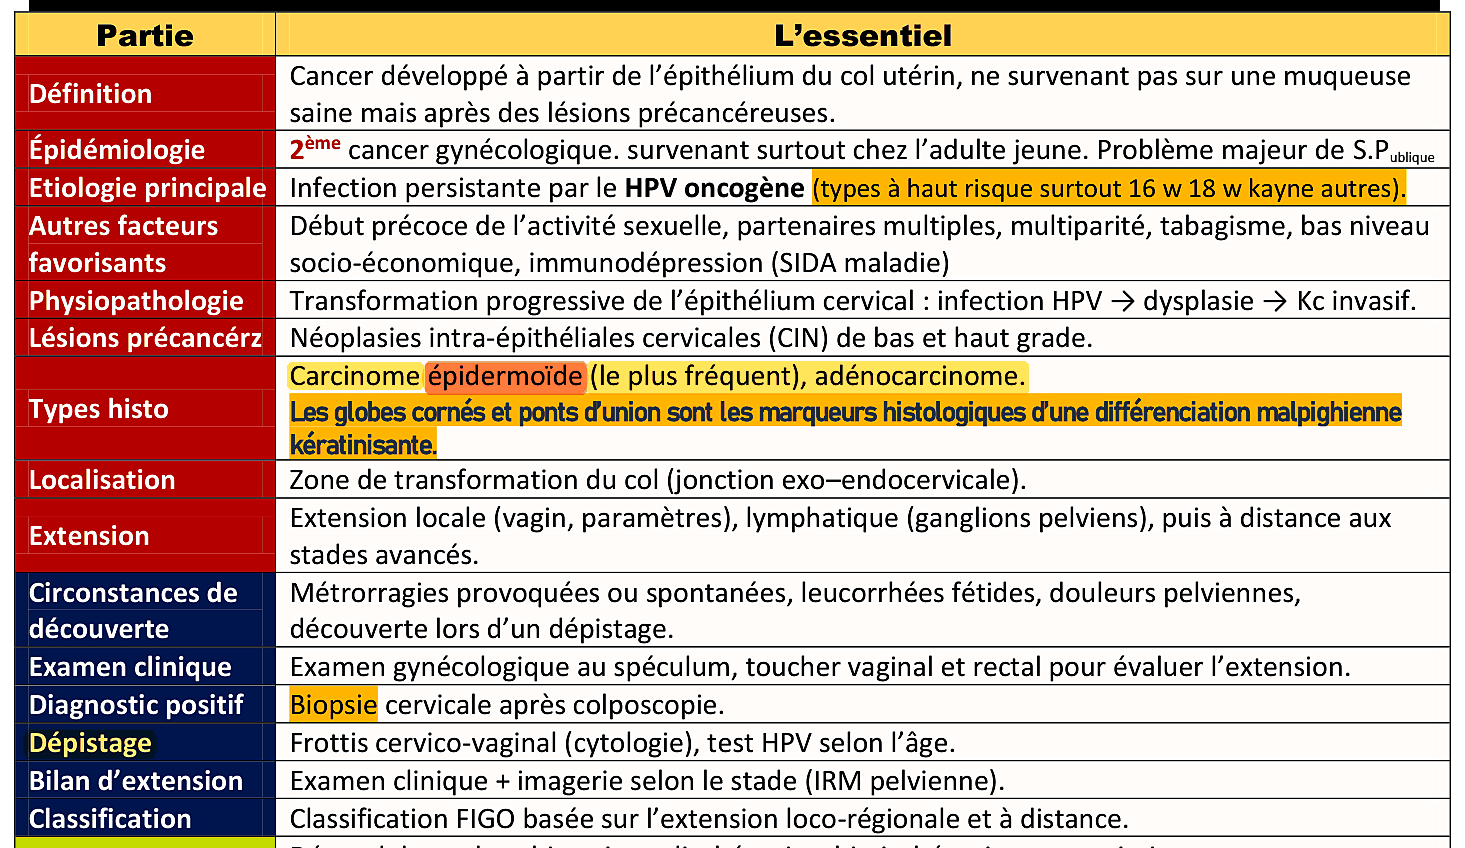 Partie
L’essentiel
Définition
Cancer développé à partir de l’épithélium du col utérin, ne survenant pas sur une muqueuse
saine mais après des lésions précancéreuses.
Épidémiologie
2ème cancer gynécologique. survenant surtout chez l’adulte jeune. Problème majeur de S.Publique
Etiologie principale
Infection persistante par le HPV oncogène (types à haut risque surtout 16 w 18 w kayne autres).
Autres facteurs
favorisants
Début précoce de l’activité sexuelle, partenaires multiples, multiparité, tabagisme, bas niveau
socio-économique, immunodépression (SIDA maladie)
Physiopathologie
Transformation progressive de l’épithélium cervical : infection HPV → dysplasie → Kc invasif.
Lésions précancérz
Néoplasies intra-épithéliales cervicales (CIN) de bas et haut grade.
Types histo
Carcinome épidermoïde (le plus fréquent), adénocarcinome.
Les globes cornés et ponts d’union sont les marqueurs histologiques d’une différenciation malpighienne
kératinisante.
Localisation
Zone de transformation du col (jonction exo–endocervicale).
Extension
Extension locale (vagin, paramètres), lymphatique (ganglions pelviens), puis à distance aux
stades avancés.
Circonstances de
découverte
Métrorragies provoquées ou spontanées, leucorrhées fétides, douleurs pelviennes,
découverte lors d’un dépistage.
Examen clinique
Examen gynécologique au spéculum, toucher vaginal et rectal pour évaluer l’extension.
Diagnostic positif
Biopsie cervicale après colposcopie.
Dépistage
Frottis cervico-vaginal (cytologie), test HPV selon l’âge.
Bilan d’extension
Examen clinique + imagerie selon le stade (IRM pelvienne).
Classification
Classification FIGO basée sur l’extension loco-régionale et à distance.